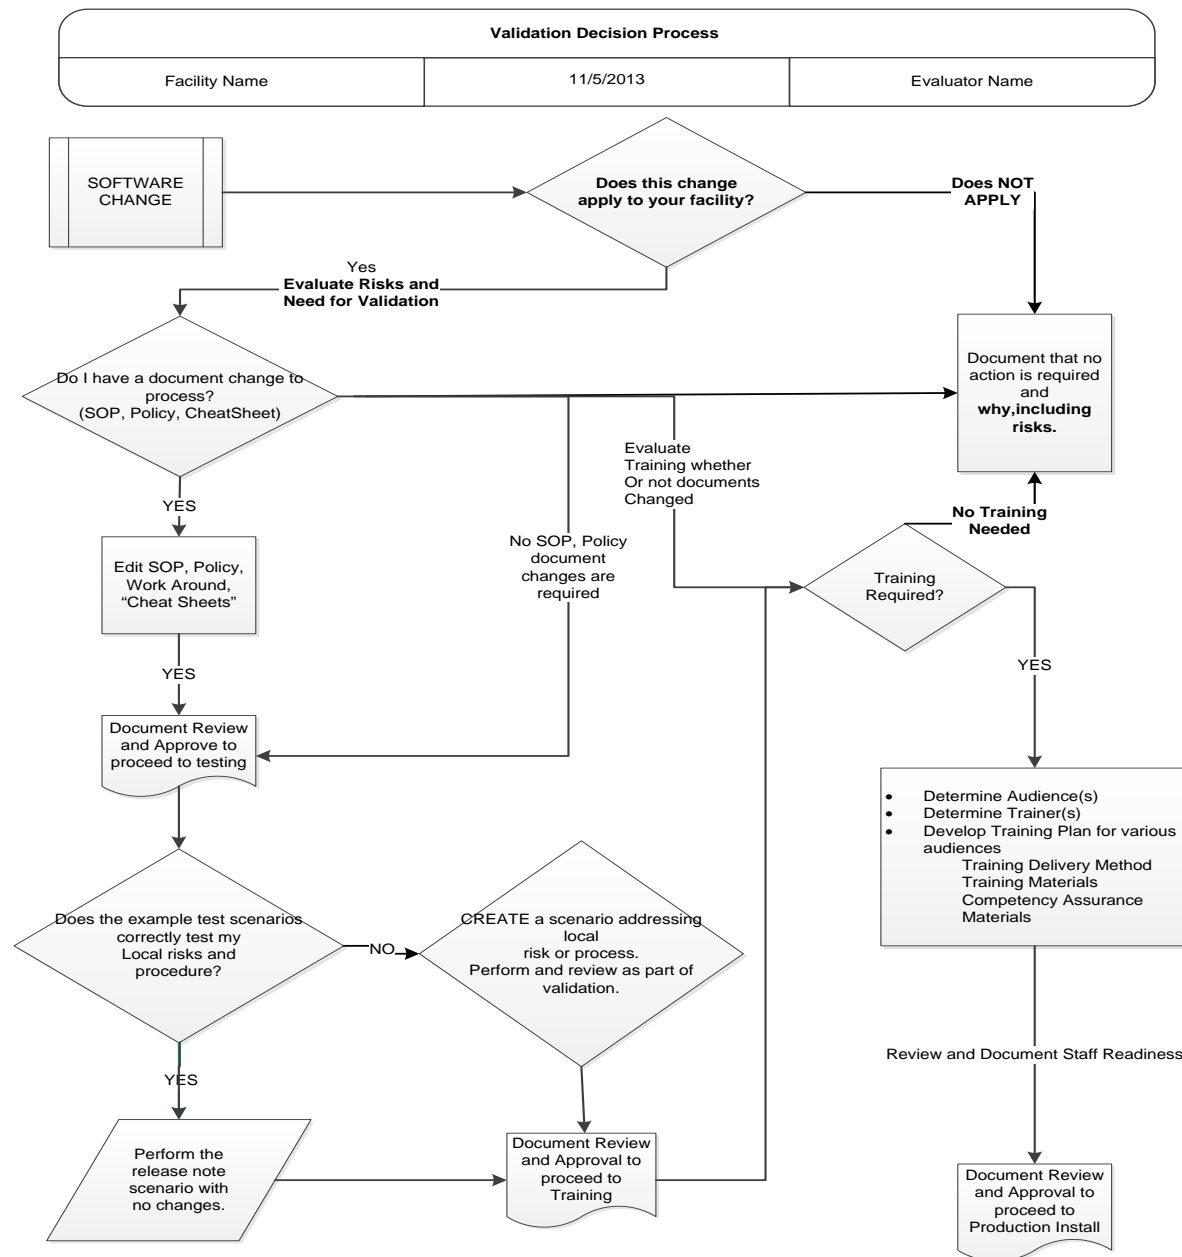 Validation Decision Process
Facility Name
11/5/2013
Evaluator Name
SOFTWARE
CHANGE
Does this change
apply to your facility?
Does NOT
APPLY
Yes
Evaluate Risks and
Need for Validation
Do I have a document change to
process?
(SOP, Policy, CheatSheet)
Document that no
action is required
and
why,including
risks.
Evaluate
Training whether
Or not documents
Changed
YES
No SOP, Policy
document
changes are
required
No Training
Needed
Edit SOP, Policy,
Work Around,
“Cheat Sheets”
Training
Required?
YES
YES
Document Review
and Approve to
proceed to testing
• Determine Audience(s)
• Determine Trainer(s)
• Develop Training Plan for various
audiences
Training Delivery Method
Training Materials
Competency Assurance
Materials
Does the example test scenarios
correctly test my
Local risks and
procedure?
NO
CREATE a scenario addressing
local
risk or process.
Perform and review as part of
validation.
YES
Review and Document Staff Readiness
Perform the
release note
scenario with
no changes.
Document Review
and Approval to
proceed to
Training
Document Review
and Approval to
proceed to
Production Install